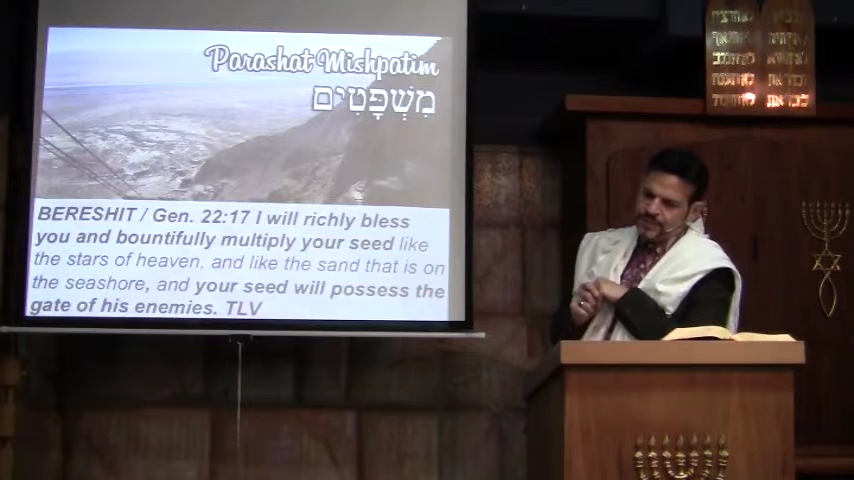 Parashat Mishpatim
מִשְׁפָּטִים
BERESHIT / Gen. 22:17 I will richly bless
you and bountifully multiply your seed like
the stars of heaven, and like the sand that is on
the seashore, and your seed will possess the
gate of his enemies. TLV